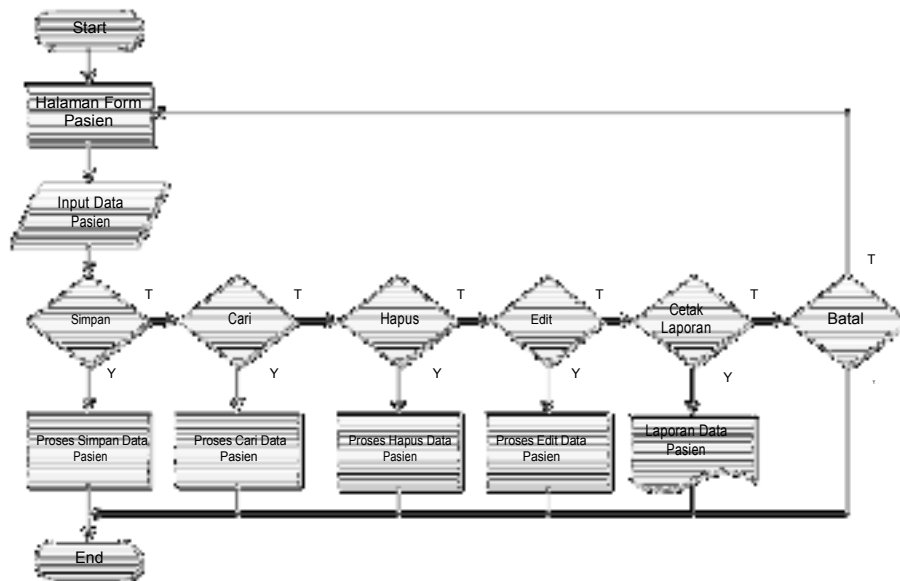 Start
Halaman Form
Pasien
Input Data
Pasien
T
T
T
T
T
T
Simpan
Cari
Hapus
Edit
Cetak
Laporan
Batal
Y
Y
Y
Y
Y
Proses Simpan Data
Pasien
Proses Cari Data
Pasien
Proses Hapus Data
Pasien
Proses Edit Data
Pasien
Laporan Data
Pasien
End